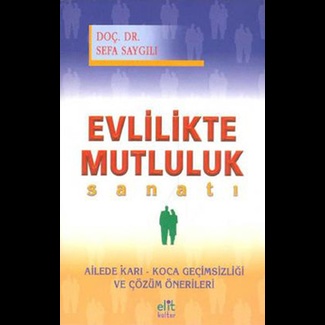 DOÇ. DR.
SEFA SAYGILI
EVLİLİKTE
MUTLULUK
sanatı
AİLEDE KARI - KOCA GEÇİMSİZLİĞİ
VE ÇÖZÜM ÖNERİLERİ
elit
kültür